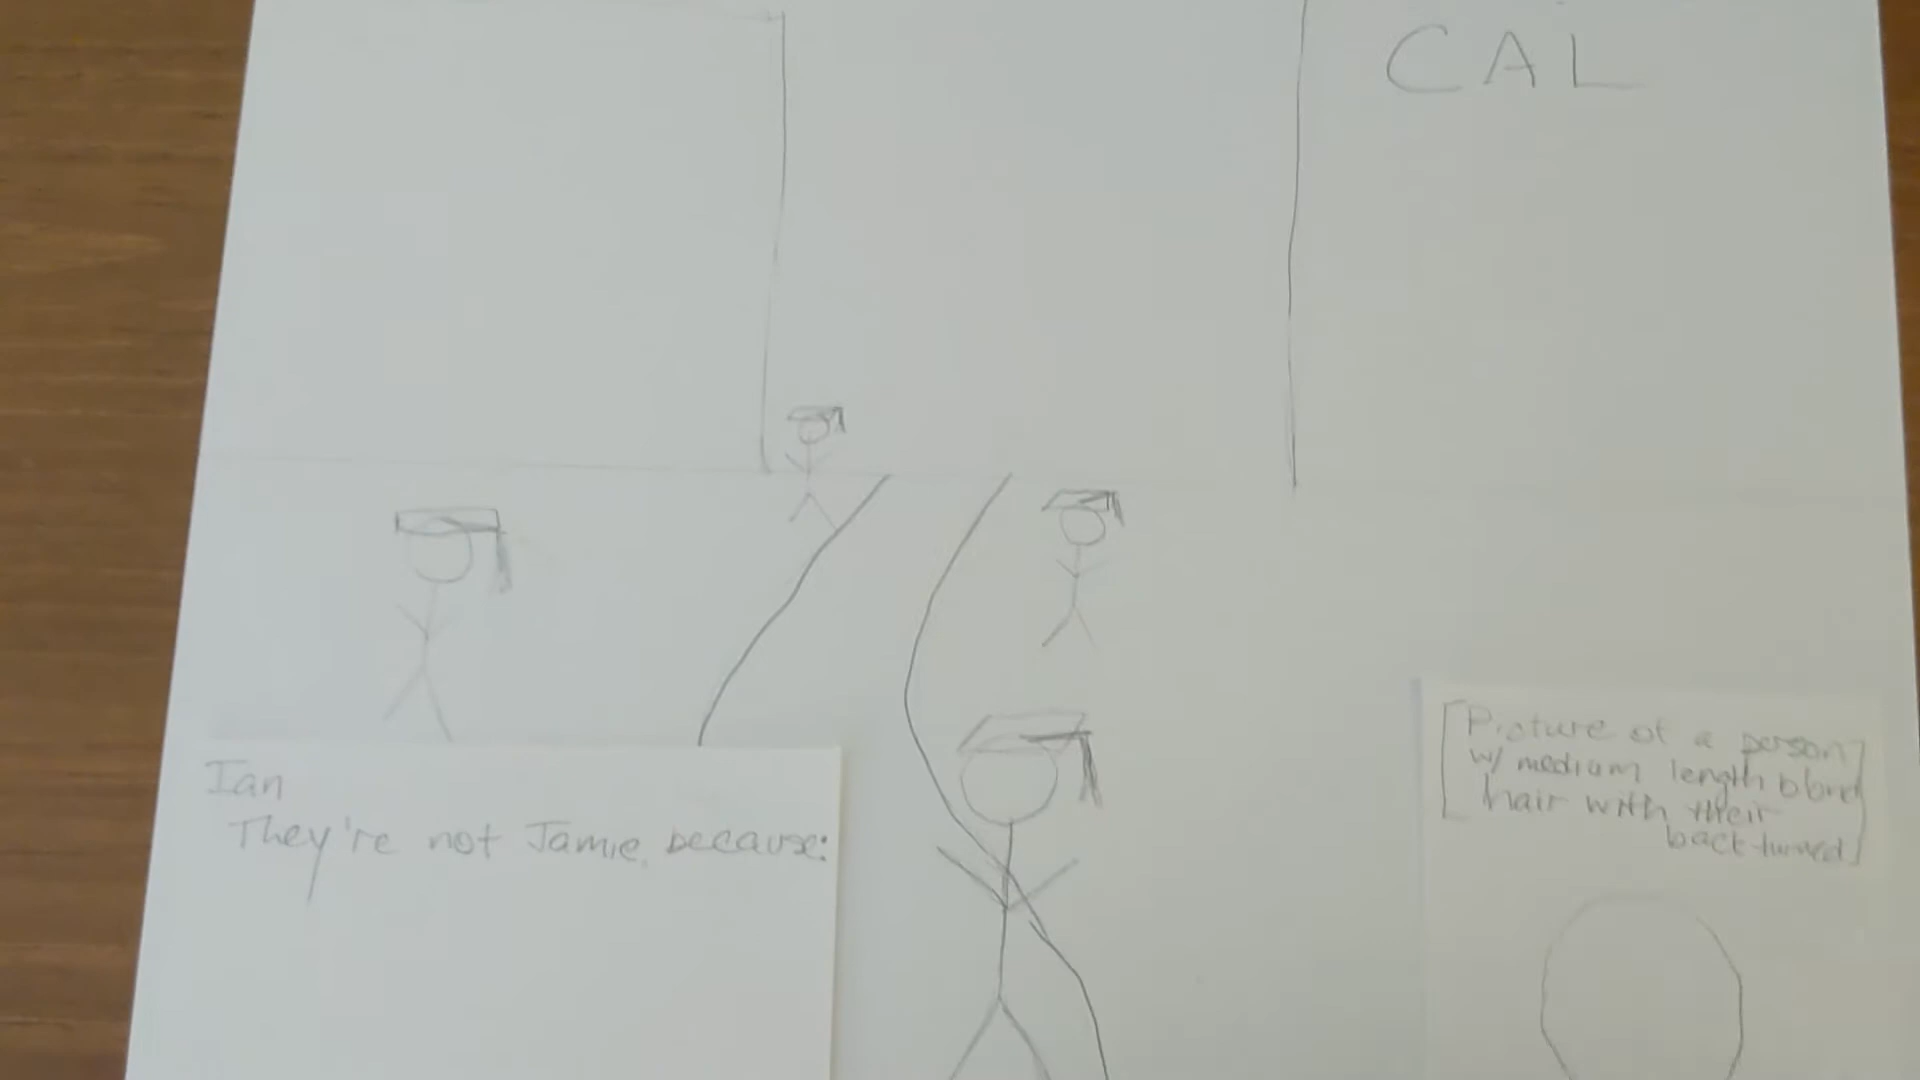 CAL
Ian
They're not Jamie, because:
[Picture of a person
w/ medium length blond
hair with their
back turned]